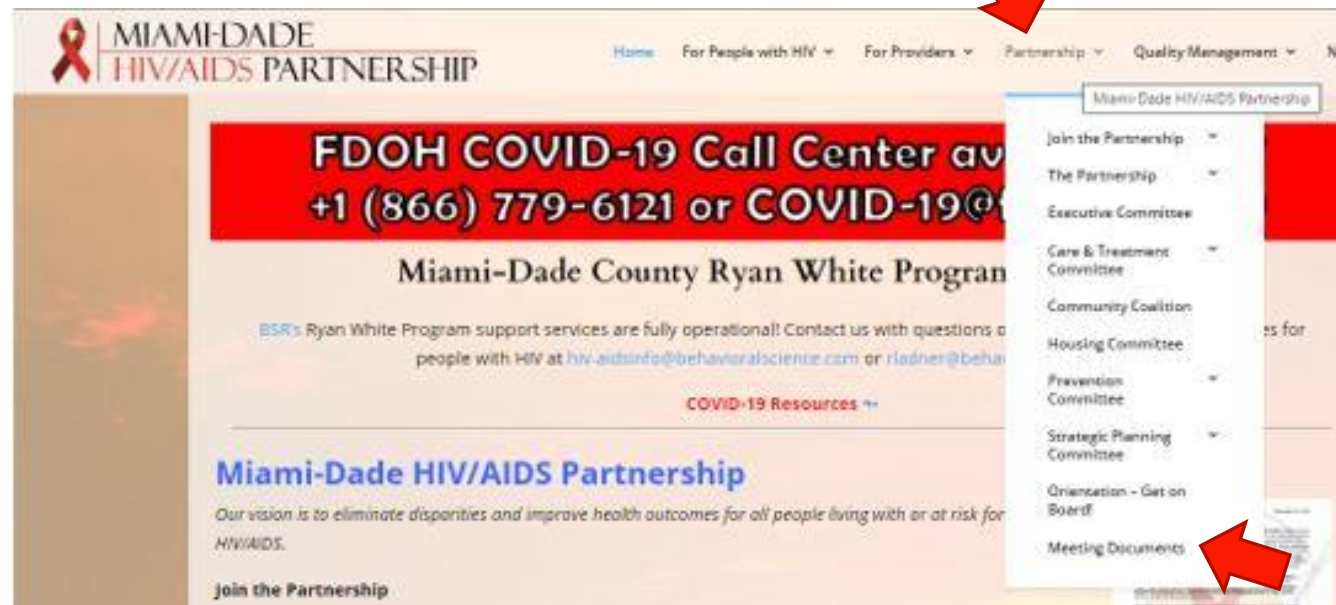 MIAMI-DADE
HIV/AIDS PARTNERSHIP
Home For People with HIV For Providers Partnership Quality Management
Miami-Dade HIV/AIDS Partnership
FDOH COVID-19 Call Center av
+1 (866) 779-6121 or COVID-19@
Miami-Dade County Ryan White Program
BSR's Ryan White Program support services are fully operational! Contact us with questions o
es for
people with HIV at hiv-aidsinfo@behavioralscience.com or rladner@beha
COVID-19 Resources
Miami-Dade HIV/AIDS Partnership
Our vision is to eliminate disparities and improve health outcomes for all people living with or at risk for
HIV/AIDS.
Join the Partnership
Join the Partnership
The Partnership
Executive Committee
Care & Treatment
Committee
Community Coalition
Housing Committee
Prevention
Committee
Strategic Planning
Committee
Orientation – Get on
Board!
Meeting Documents